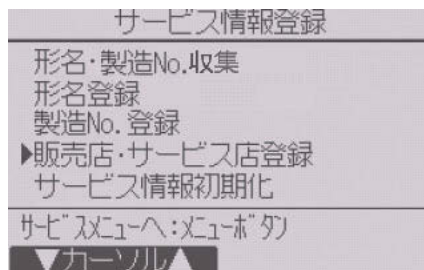 サービス情報登録
形名・製造No.収集
形名登録
製造No.登録
▶販売店・サービス店登録
サービス情報初期化
ｻｰﾋﾞｽﾒﾆｭｰへ:ﾒﾆｭｰﾎﾞﾀﾝ
▼カーソル▲